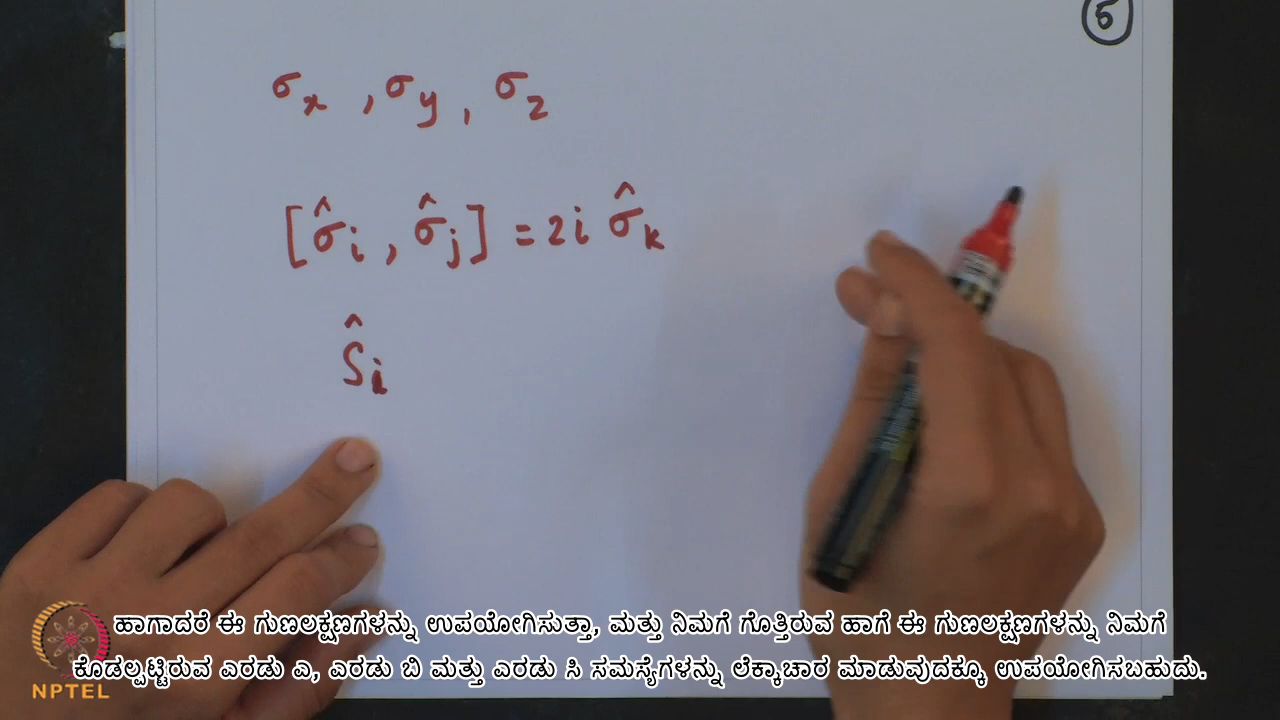 5
σx , σy , σz
[σ̂i , σ̂j] = 2i σ̂k
Ŝi
ಹಾಗಾದರೆ ಈ ಗುಣಲಕ್ಷಣಗಳನ್ನು ಉಪಯೋಗಿಸುತ್ತಾ, ಮತ್ತು ನಿಮಗೆ ಗೊತ್ತಿರುವ ಹಾಗೆ ಈ ಗುಣಲಕ್ಷಣಗಳನ್ನು ನಿಮಗೆ
ಕೊಡಲ್ಪಟ್ಟಿರುವ ಎರಡು ಎ, ಎರಡು ಬಿ ಮತ್ತು ಎರಡು ಸಿ ಸಮಸ್ಯೆಗಳನ್ನು ಲೆಕ್ಕಾಚಾರ ಮಾಡುವುದಕ್ಕೂ ಉಪಯೋಗಿಸಬಹುದು.
NPTEL